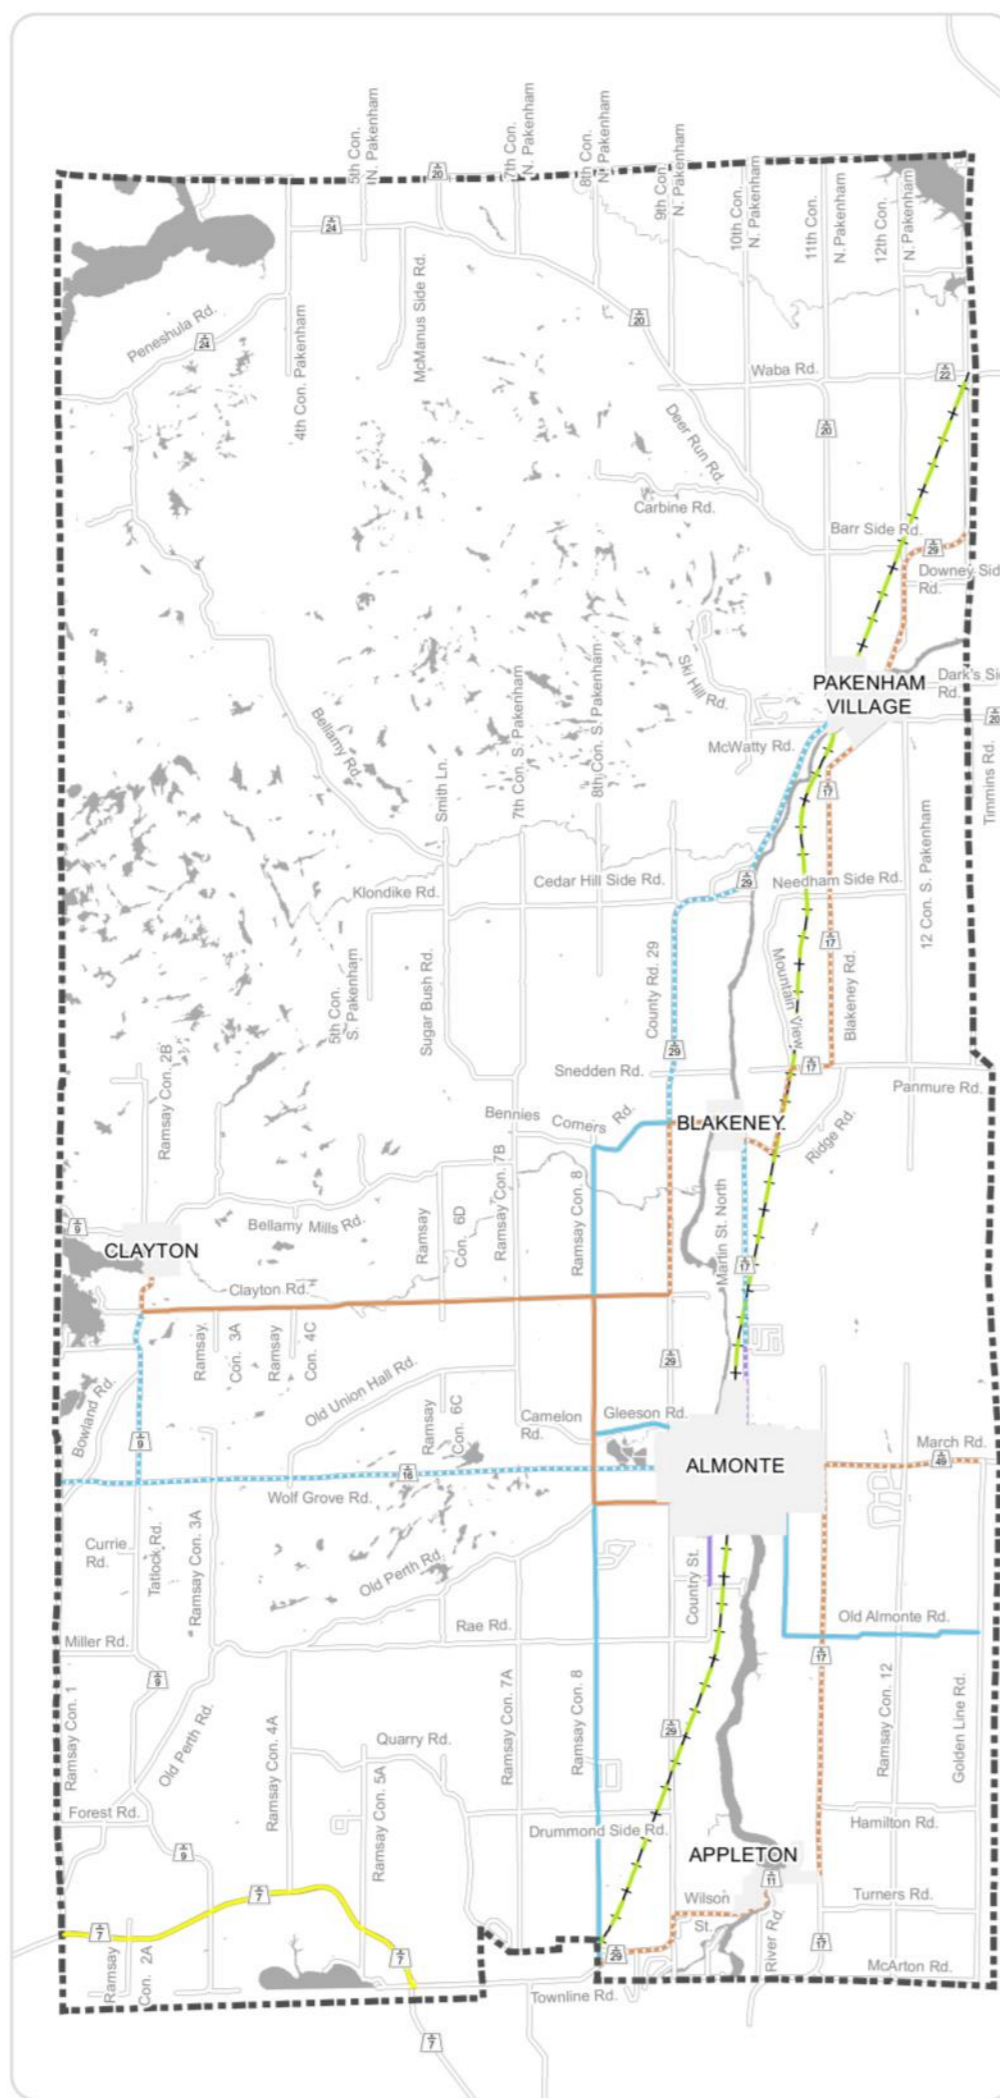 5th Con.
N. Pakenham
7th Con.
N. Pakenham
8th Con.
N. Pakenham
9th Con.
N. Pakenham
10th Con.
N. Pakenham
11th Con.
N. Pakenham
12th Con.
N. Pakenham
20
24
Peneshula Rd.
24
4th Con. Pakenham
McManus Side Rd.
20
Waba Rd.
22
20
Deer Run Rd.
Carbine Rd.
Barr Side Rd.
29
Downey Sid
Rd.
Ski Hill Rd.
PAKENHAM
VILLAGE
Dark's Si
Rd.
20
McWatty Rd.
Timmins Rd.
Bellamy Rd.
Smith Ln.
7th Con. S. Pakenham
8th Con. S. Pakenham
17
12 Con. S. Pakenham
Klondike Rd.
Cedar Hill Side Rd.
29
Needham Side Rd.
5th Con.
S. Pakenham
Sugar Bush Rd.
County Rd. 29
Mountain View
17
Blakeney Rd.
29
Snedden Rd.
17
Panmure Rd.
Ramsay Con. 2B
Bennies Corners Rd.
BLAKENEY
Ridge Rd.
9
CLAYTON
Bellamy Mills Rd.
Ramsay
Con. 6D
Ramsay Con. 7B
Ramsay Con. 8
Martin St. North
17
Clayton Rd.
Ramsay
Con. 3A
Ramsay
Con. 4C
Old Union Hall Rd.
29
Bowland Rd.
9
Ramsay
Con. 6C
Camelon
Rd.
Gleeson Rd.
ALMONTE
March Rd.
49
16
Wolf Grove Rd.
Currie
Rd.
Tatlock Rd.
Ramsay Con. 3A
Old Perth Rd.
Country St.
Rae Rd.
Old Almonte Rd.
Miller Rd.
9
17
Ramsay Con. 1
Old Perth Rd.
Ramsay Con. 4A
Quarry Rd.
Ramsay Con. 7A
Ramsay Con. 8
29
Ramsay Con. 12
Golden Line Rd.
Forest Rd.
9
Ramsay Con. 5A
Drummond Side Rd.
Hamilton Rd.
APPLETON
11
7
Wilson
St.
Turners Rd.
7
Ramsay
Con. 2A
7
29
River Rd.
17
McArton Rd.
Townline Rd.
7